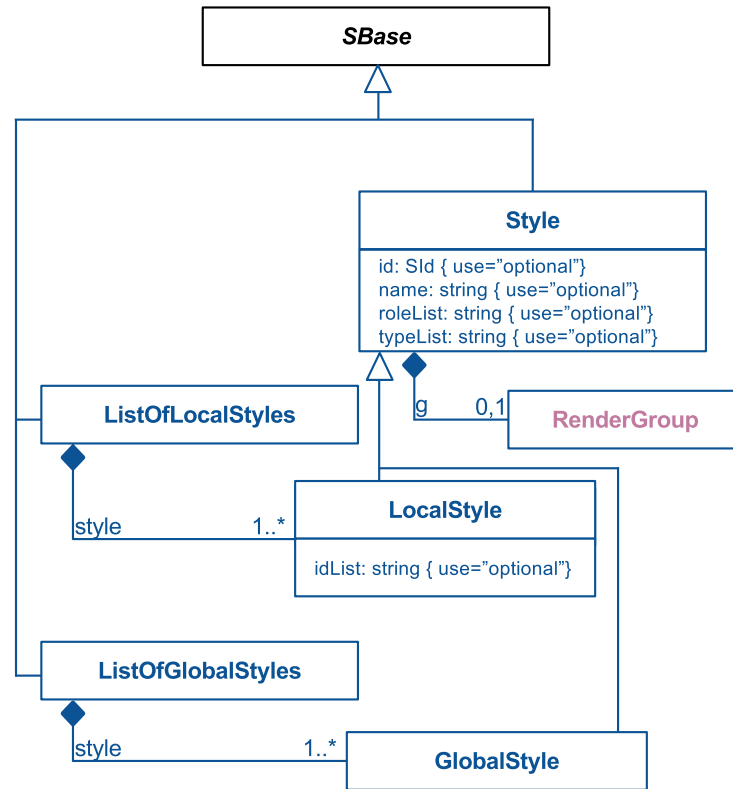 SBase
Style
id: SId { use=”optional”}
name: string { use=”optional”}
roleList: string { use=”optional”}
typeList: string { use=”optional”}
ListOfLocalStyles
g 0,1
RenderGroup
style 1..*
LocalStyle
idList: string { use=”optional”}
ListOfGlobalStyles
style 1..*
GlobalStyle